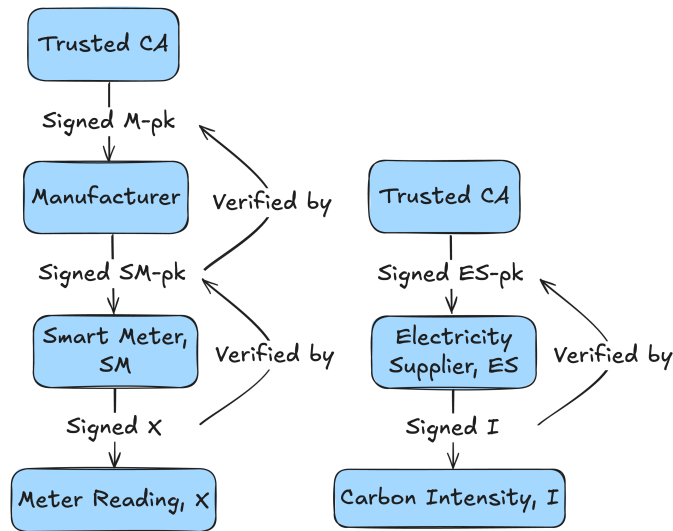 Trusted CA
Signed M-pk
Manufacturer
Verified by
Signed SM-pk
Smart Meter,
SM
Verified by
Signed X
Meter Reading, X
Trusted CA
Signed ES-pk
Electricity
Supplier, ES
Verified by
Signed I
Carbon Intensity, I